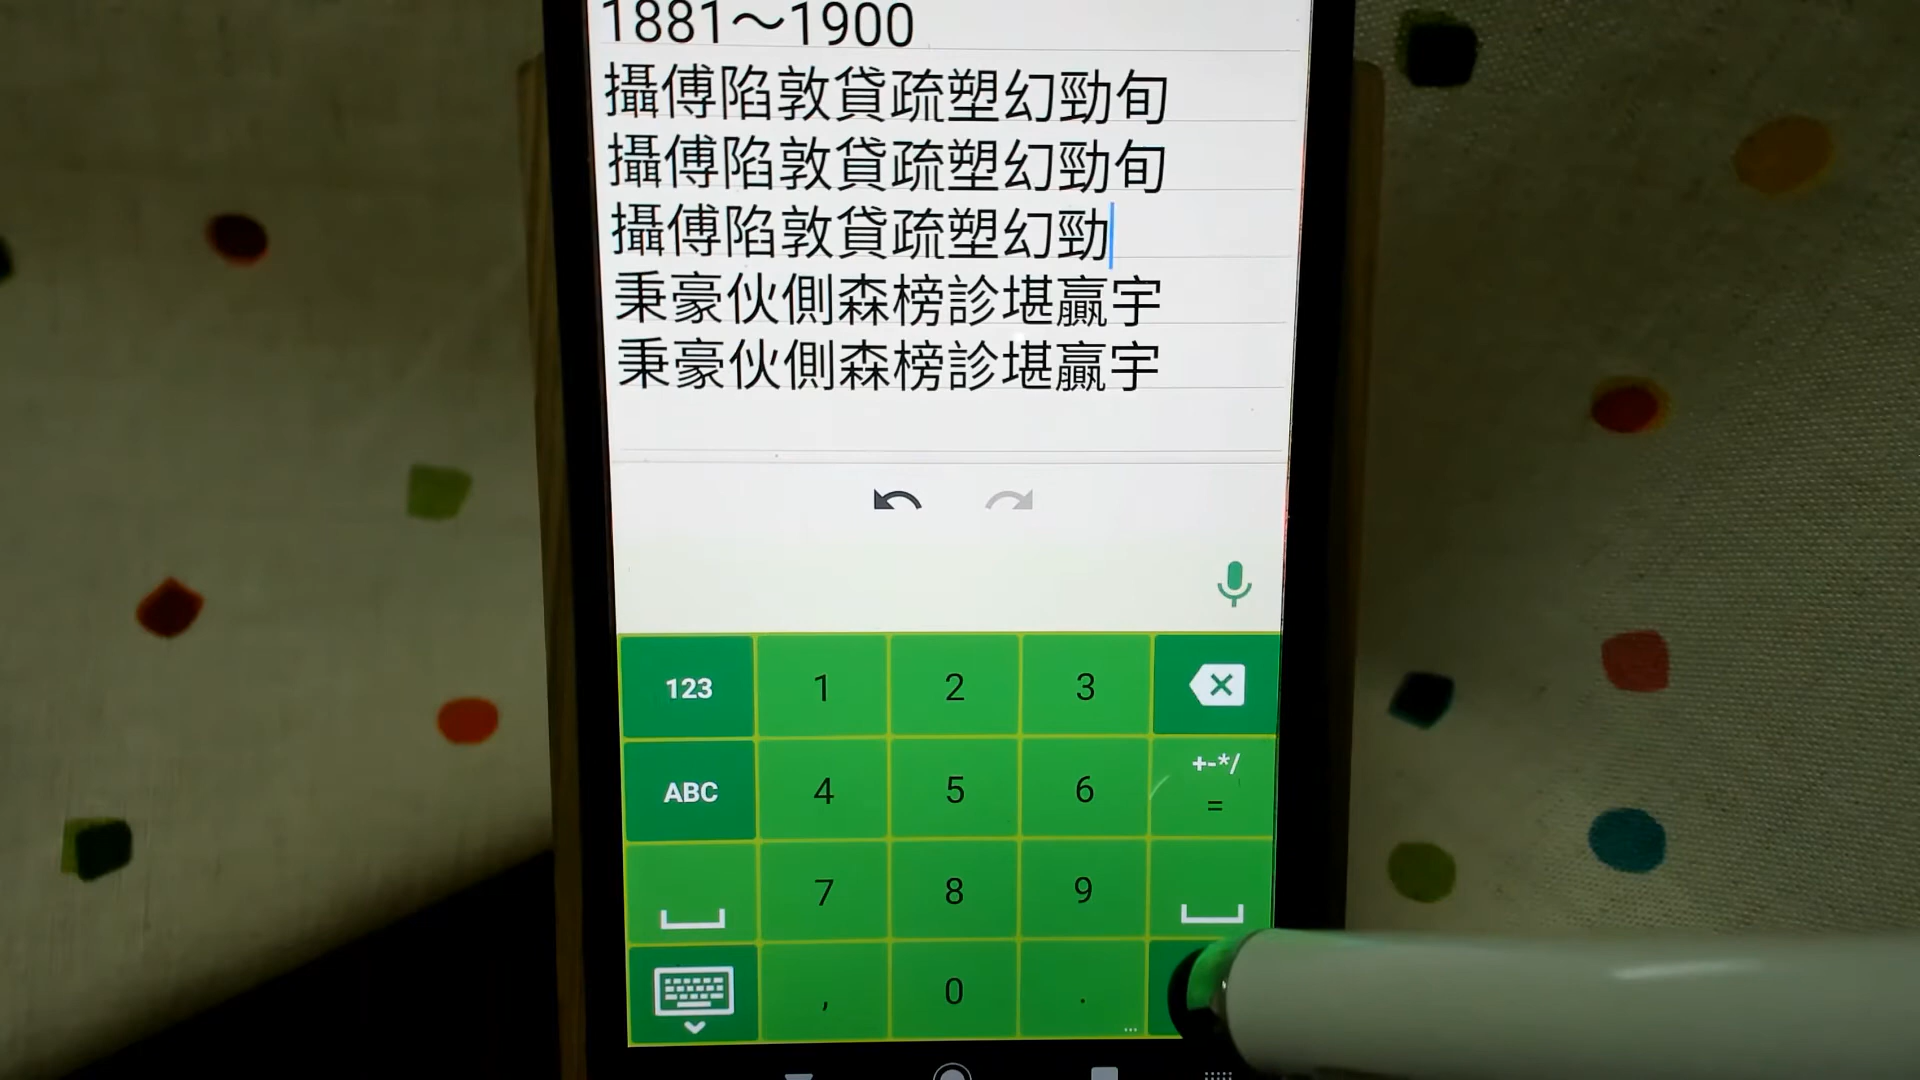 1881～1900
攝傅陷敦貸疏塑幻勁旬
攝傅陷敦貸疏塑幻勁旬
攝傅陷敦貸疏塑幻勁
秉豪伙側森榜診堪贏宇
秉豪伙側森榜診堪贏宇
123 1 2 3
ABC 4 5 6 +-*/ =
7 8 9
, 0 . ...